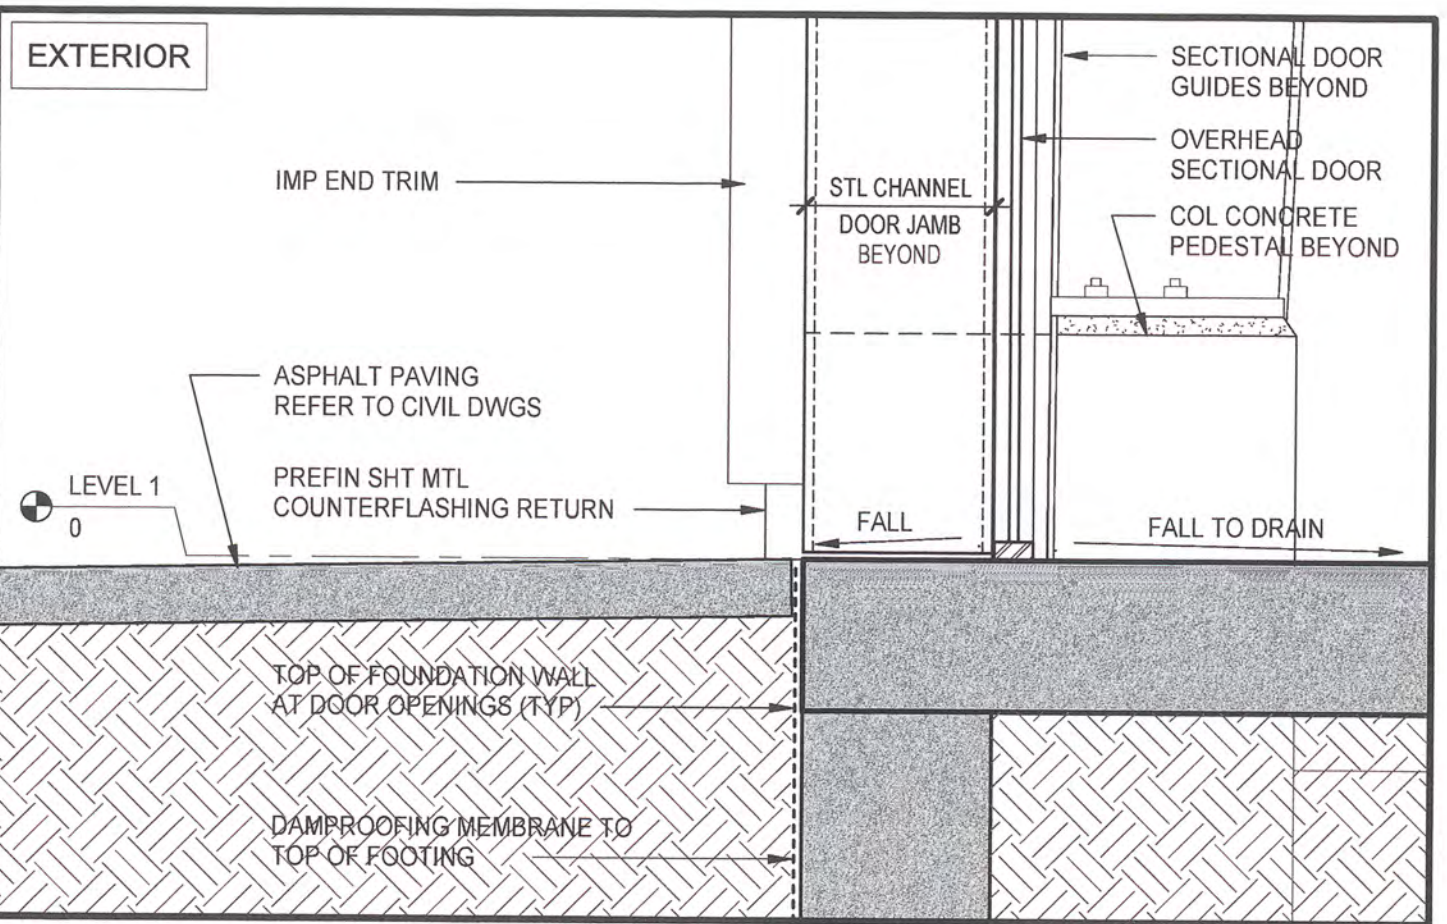 EXTERIOR
SECTIONAL DOOR
GUIDES BEYOND
OVERHEAD
SECTIONAL DOOR
IMP END TRIM
STL CHANNEL
DOOR JAMB
BEYOND
COL CONCRETE
PEDESTAL BEYOND
ASPHALT PAVING
REFER TO CIVIL DWGS
LEVEL 1
0
PREFIN SHT MTL
COUNTERFLASHING RETURN
FALL
FALL TO DRAIN
TOP OF FOUNDATION WALL
AT DOOR OPENINGS (TYP)
DAMPROOFING MEMBRANE TO
TOP OF FOOTING